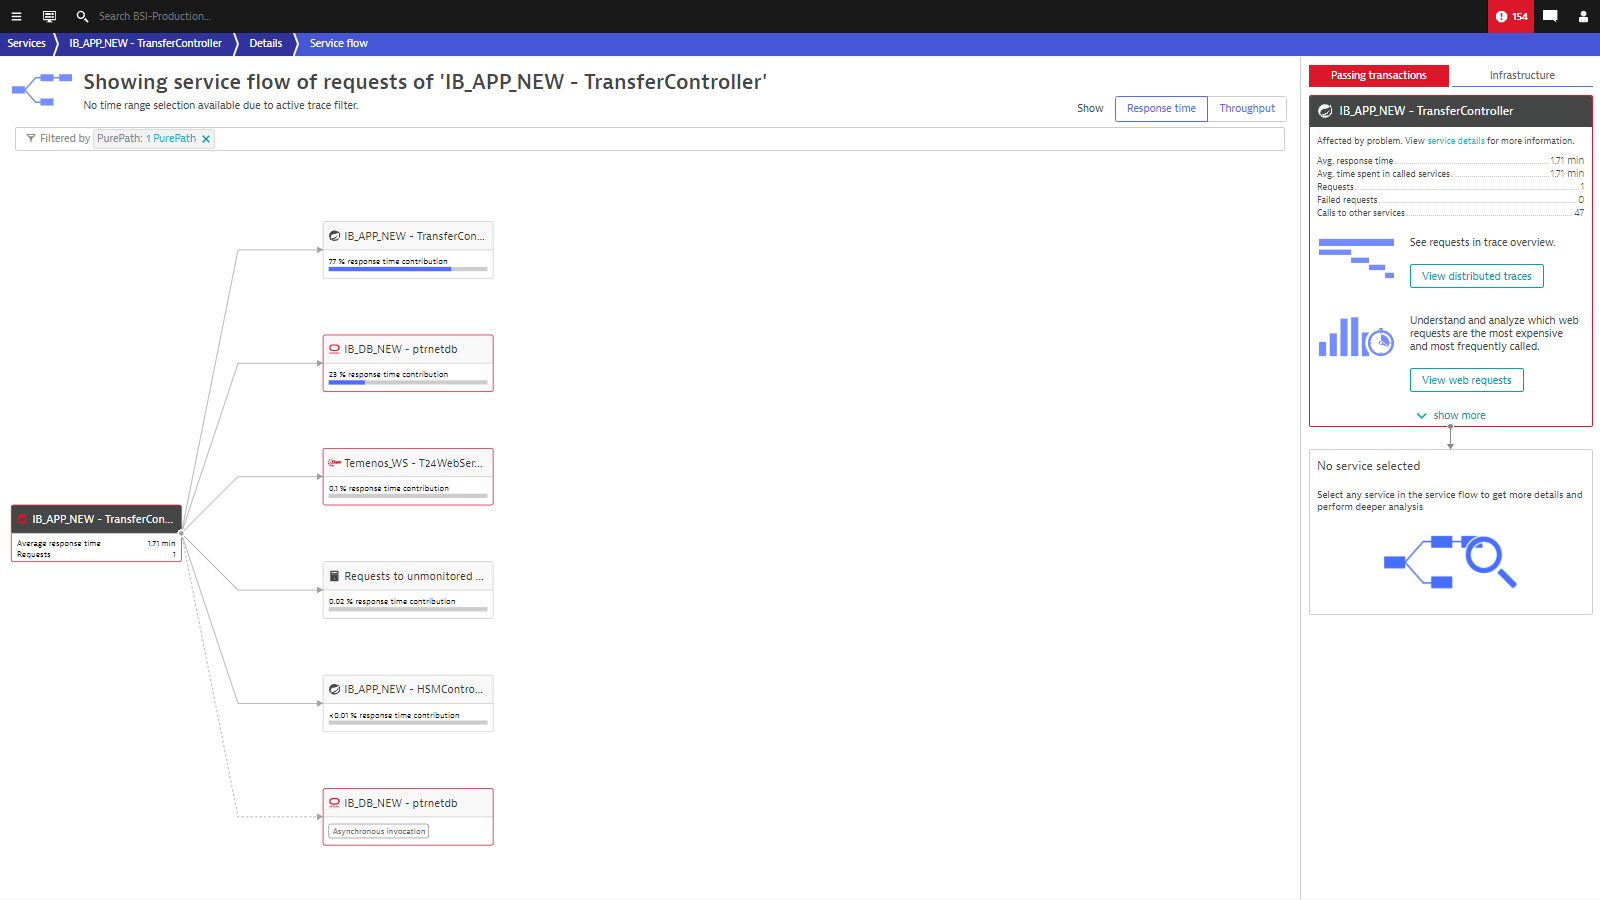 Search BSI-Production...
154
Services
IB_APP_NEW - TransferController
Details
Service flow
Showing service flow of requests of 'IB_APP_NEW - TransferController'
No time range selection available due to active trace filter.
Show
Response time
Throughput
Filtered by
PurePath: 1 PurePath
IB_APP_NEW - TransferCon...
77 % response time contribution
IB_DB_NEW - ptrnetdb
23 % response time contribution
Temenos_WS - T24WebSer...
0.1 % response time contribution
IB_APP_NEW - TransferCon...
Average response time 1.71 min
Requests 1
Requests to unmonitored ...
0.02 % response time contribution
IB_APP_NEW - HSMContro...
<0.01 % response time contribution
IB_DB_NEW - ptrnetdb
Asynchronous invocation
Passing transactions
Infrastructure
IB_APP_NEW - TransferController
Affected by problem. View service details for more information.
Avg. response time 1.71 min
Avg. time spent in called services 1.71 min
Requests 1
Failed requests 0
Calls to other services 47
See requests in trace overview.
View distributed traces
Understand and analyze which web
requests are the most expensive
and most frequently called.
View web requests
show more
No service selected
Select any service in the service flow to get more details and
perform deeper analysis